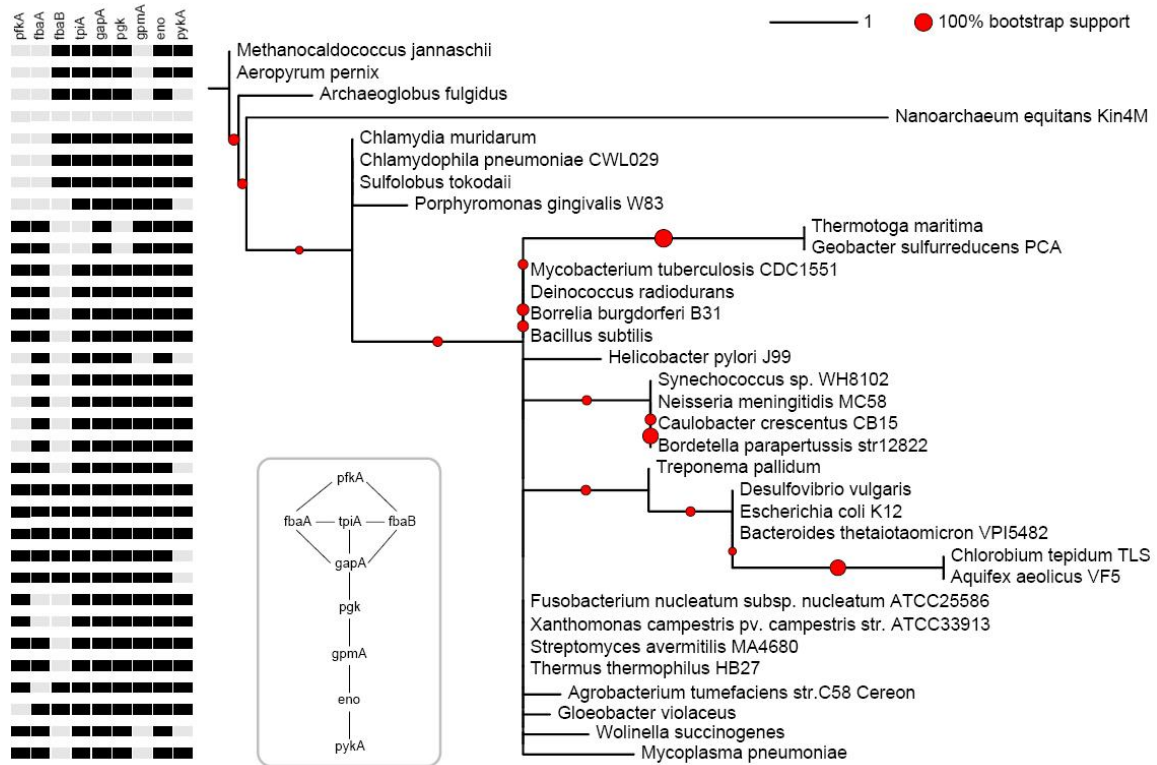 pfkA fbaA fbaB tpiA gapA pgk gpmA eno pykA
1
100% bootstrap support
Methanocaldococcus jannaschii
Aeropyrum pernix
Archaeoglobus fulgidus
Nanoarchaeum equitans Kin4M
Chlamydia muridarum
Chlamydophila pneumoniae CWL029
Sulfolobus tokodaii
Porphyromonas gingivalis W83
Thermotoga maritima
Geobacter sulfurreducens PCA
Mycobacterium tuberculosis CDC1551
Deinococcus radiodurans
Borrelia burgdorferi B31
Bacillus subtilis
Helicobacter pylori J99
Synechococcus sp. WH8102
Neisseria meningitidis MC58
Caulobacter crescentus CB15
Bordetella parapertussis str12822
Treponema pallidum
Desulfovibrio vulgaris
Escherichia coli K12
Bacteroides thetaiotaomicron VPI5482
Chlorobium tepidum TLS
Aquifex aeolicus VF5
Fusobacterium nucleatum subsp. nucleatum ATCC25586
Xanthomonas campestris pv. campestris str. ATCC33913
Streptomyces avermitilis MA4680
Thermus thermophilus HB27
Agrobacterium tumefaciens str.C58 Cereon
Gloeobacter violaceus
Wolinella succinogenes
Mycoplasma pneumoniae
pfkA
fbaA tpiA fbaB
gapA
pgk
gpmA
eno
pykA